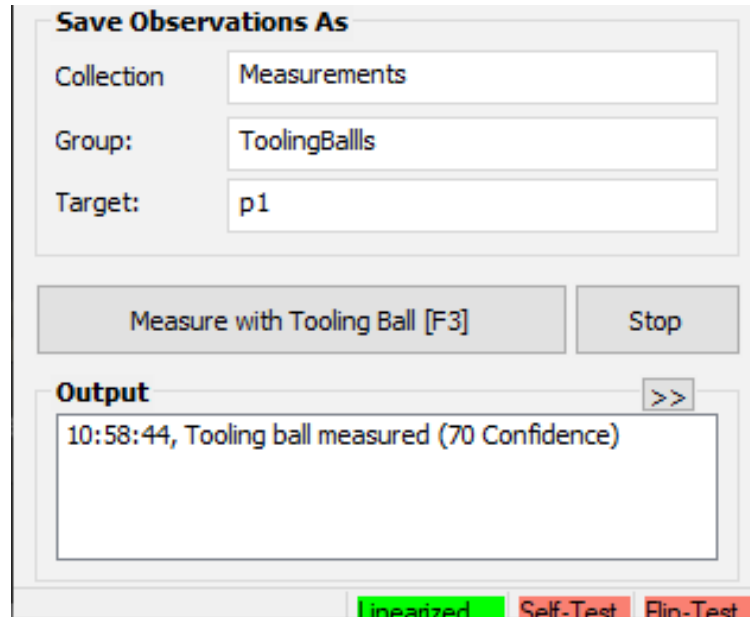 Save Observations As
Collection Measurements
Group: ToolingBallls
Target: p1
Measure with Tooling Ball [F3] Stop
Output >>
10:58:44, Tooling ball measured (70 Confidence)
Linearized Self-Test Flip-Test